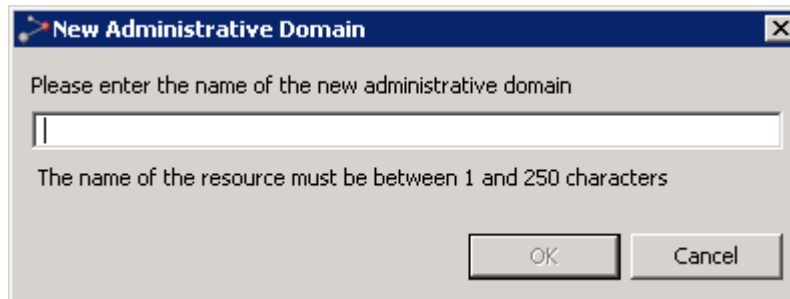 New Administrative Domain
Please enter the name of the new administrative domain
The name of the resource must be between 1 and 250 characters
OK
Cancel